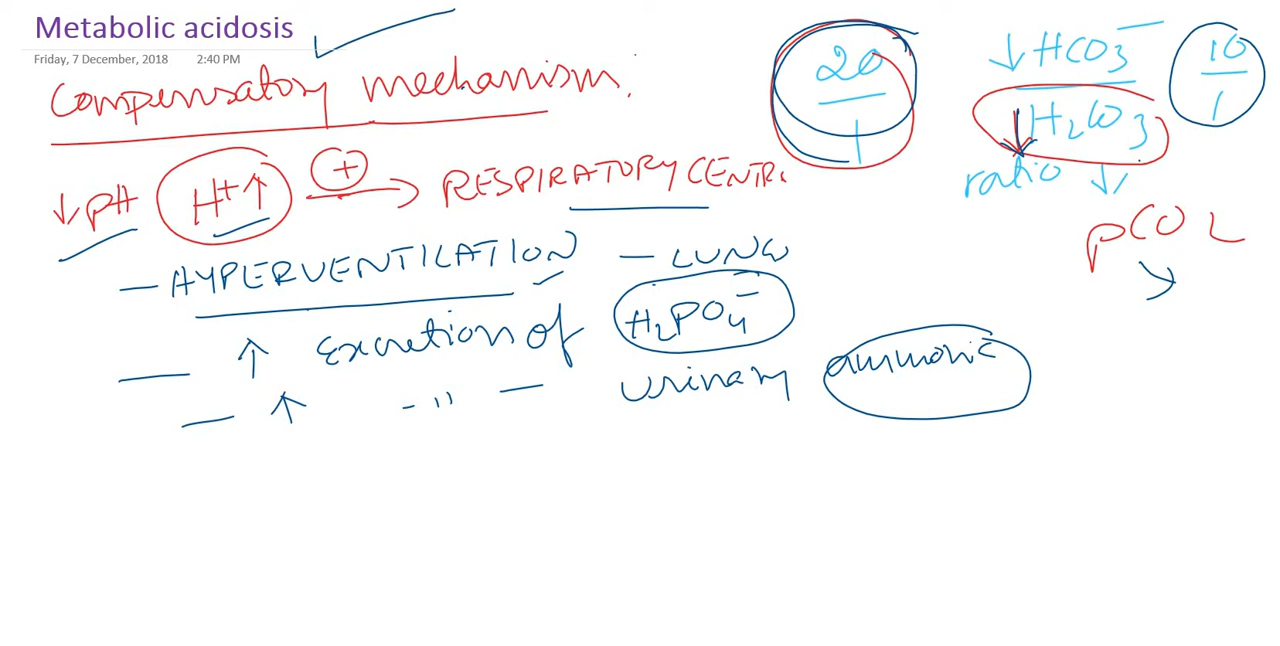 Metabolic acidosis
Friday, 7 December, 2018 2:40 PM
Compensatory mechanism:
↓ PH H+↑ (+) → RESPIRATORY CENTR
— HYPERVENTILATION — LUNG
— ↑ Excretion of H₂PO₄⁻
— ↑ - " — urinary ammonia
20
1
↓ HCO₃⁻
↓ H₂CO₃
10
1
ratio ↓
pCO2